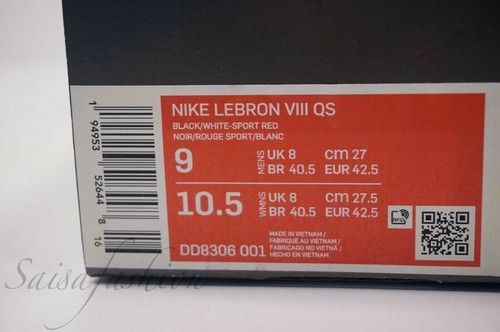 1 94953 52644 8 16
NIKE LEBRON VIII QS
BLACK/WHITE-SPORT RED
NOIR/ROUGE SPORT/BLANC
9 MENS UK 8 CM 27
BR 40.5 EUR 42.5
10.5 WMNS UK 8 CM 27.5
BR 40.5 EUR 42.5
DD8306 001
MADE IN VIETNAM /
FABRIQUÉ AU VIETNAM /
FABRICADO NO VIETNÃ /
HECHO EN VIETNAM
RFID
Saisafashion